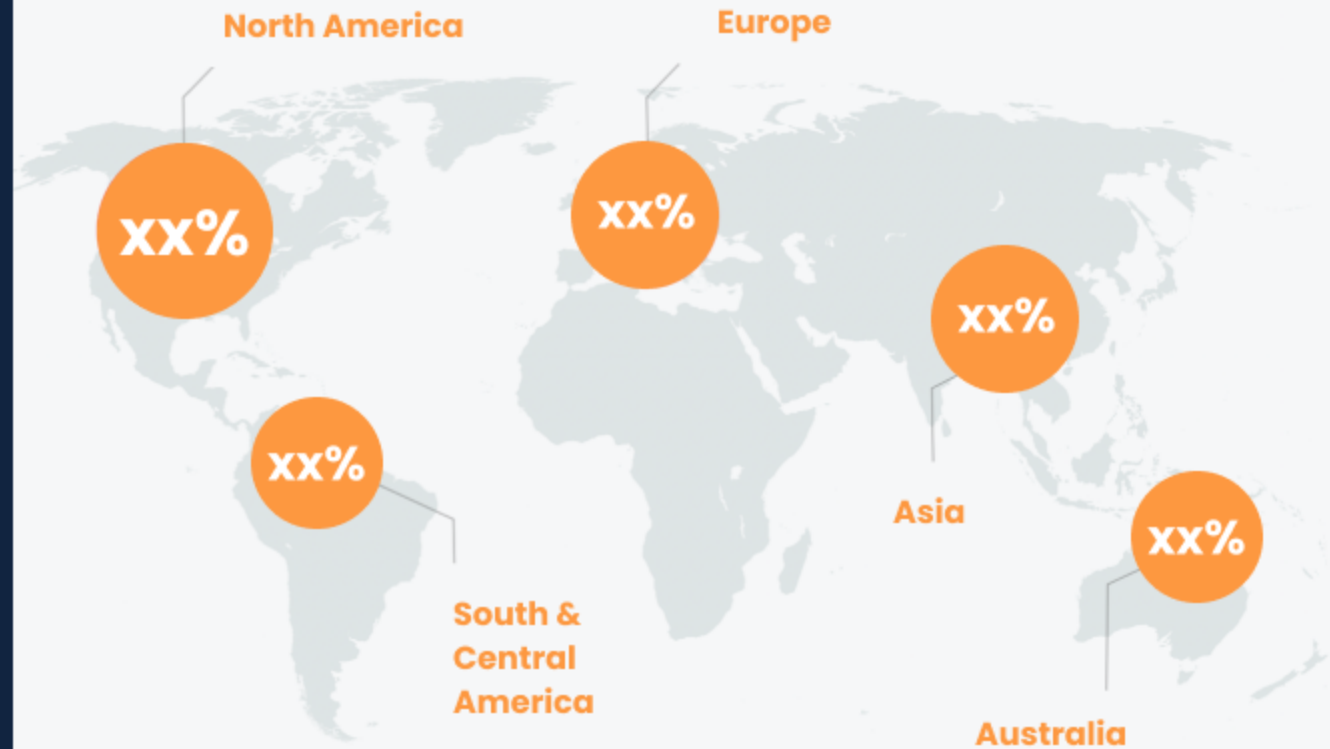 North America
Europe
xx%
xx%
xx%
xx%
Asia
xx%
South &
Central
America
Australia